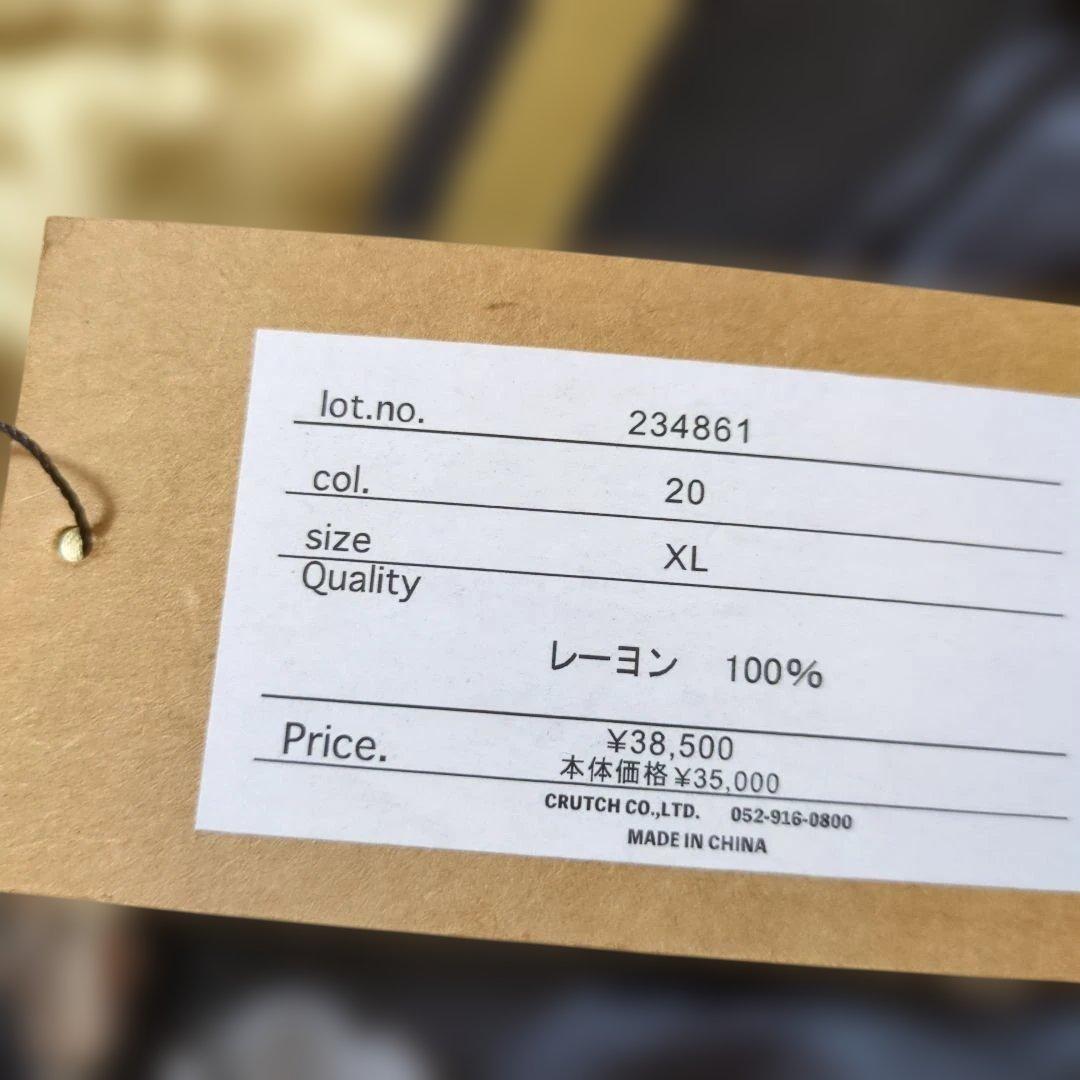 lot.no. 234861
col. 20
size XL
Quality
レーヨン 100%
Price. ¥38,500
本体価格¥35,000
CRUTCH CO.,LTD. 052-916-0800
MADE IN CHINA